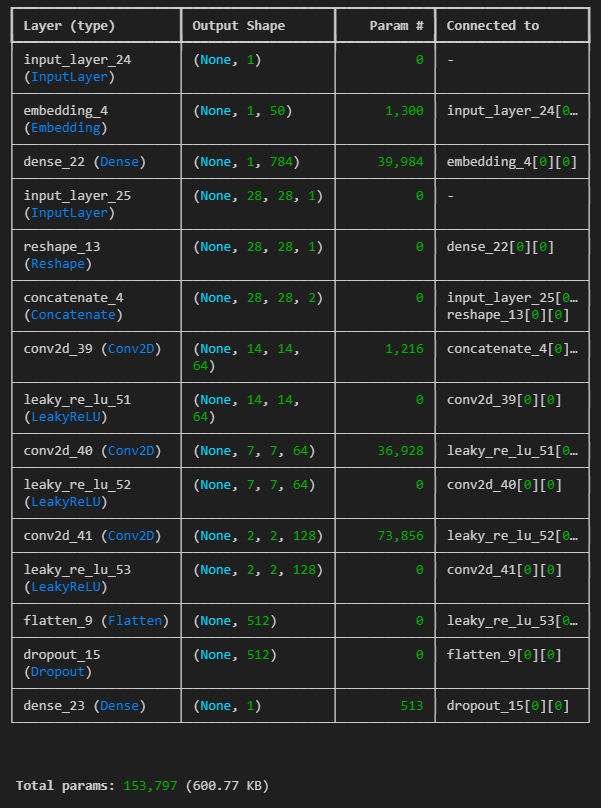 Layer (type) Output Shape Param # Connected to
input_layer_24 (None, 1) 0 -
(InputLayer)
embedding_4 (None, 1, 50) 1,300 input_layer_24[0…
(Embedding)
dense_22 (Dense) (None, 1, 784) 39,984 embedding_4[0][0]
input_layer_25 (None, 28, 28, 1) 0 -
(InputLayer)
reshape_13 (None, 28, 28, 1) 0 dense_22[0][0]
(Reshape)
concatenate_4 (None, 28, 28, 2) 0 input_layer_25[0…
(Concatenate) reshape_13[0][0]
conv2d_39 (Conv2D) (None, 14, 14, 1,216 concatenate_4[0]…
64)
leaky_re_lu_51 (None, 14, 14, 0 conv2d_39[0][0]
(LeakyReLU) 64)
conv2d_40 (Conv2D) (None, 7, 7, 64) 36,928 leaky_re_lu_51[0…
leaky_re_lu_52 (None, 7, 7, 64) 0 conv2d_40[0][0]
(LeakyReLU)
conv2d_41 (Conv2D) (None, 2, 2, 128) 73,856 leaky_re_lu_52[0…
leaky_re_lu_53 (None, 2, 2, 128) 0 conv2d_41[0][0]
(LeakyReLU)
flatten_9 (Flatten) (None, 512) 0 leaky_re_lu_53[0…
dropout_15 (None, 512) 0 flatten_9[0][0]
(Dropout)
dense_23 (Dense) (None, 1) 513 dropout_15[0][0]
Total params: 153,797 (600.77 KB)